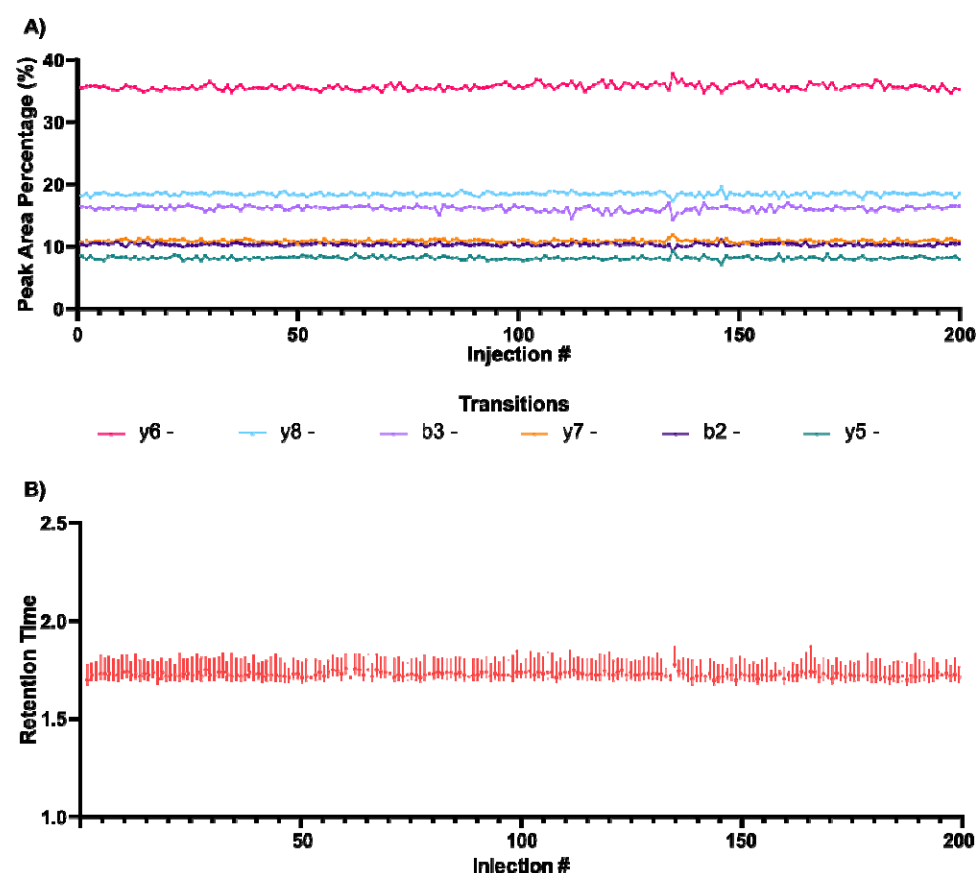 A)
Peak Area Percentage (%)
40
30
20
10
0
0 50 100 150 200
Injection #
Transitions
y6 - y8 - b3 - y7 - b2 - y5 -
B)
Retention Time
2.5
2.0
1.5
1.0
50 100 150 200
Injection #